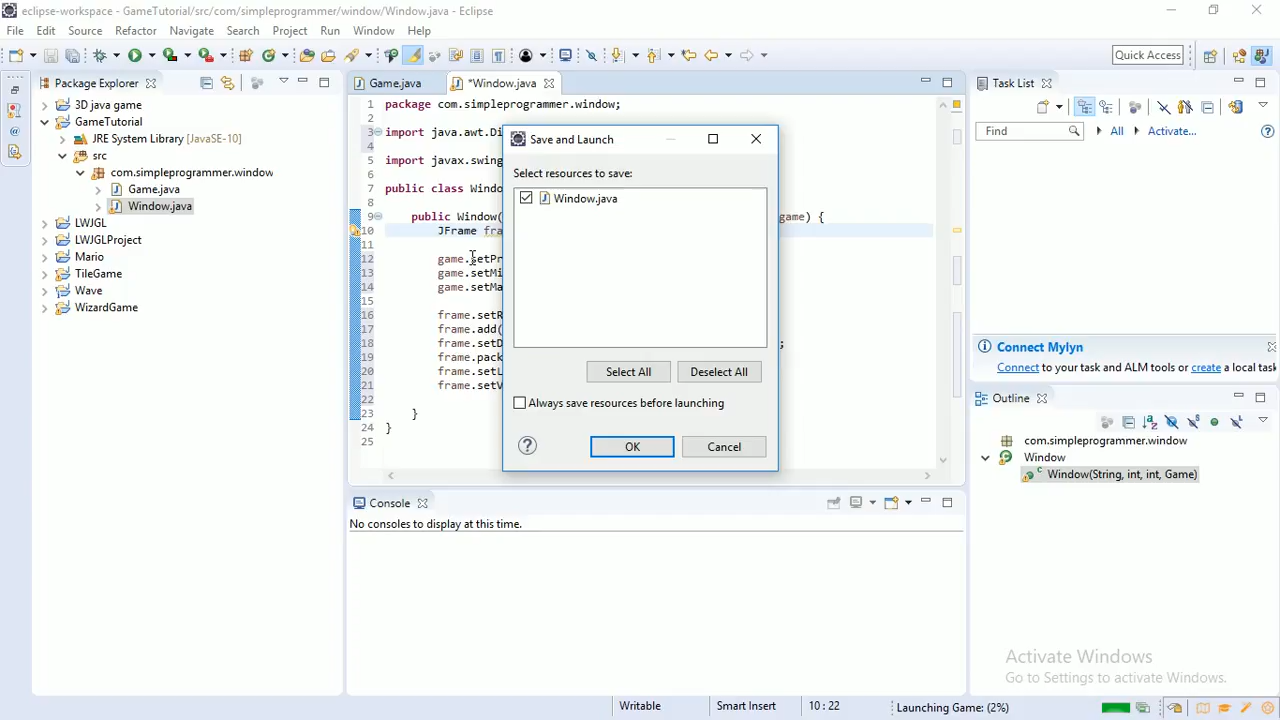 eclipse-workspace - GameTutorial/src/com/simpleprogrammer/window/Window.java - Eclipse
File Edit Source Refactor Navigate Search Project Run Window Help
Quick Access
Package Explorer
3D java game
GameTutorial
JRE System Library [JavaSE-10]
src
com.simpleprogrammer.window
Game.java
Window.java
LWJGL
LWJGLProject
Mario
TileGame
Wave
WizardGame
Game.java *Window.java
1 package com.simpleprogrammer.window;
2
3 import java.awt.Di
4
5 import javax.swing
6
7 public class Windo
8
9 public Window( game) {
10 JFrame fra
11
12 game.setPr
13 game.setMi
14 game.setMa
15
16 frame.setR
17 frame.add(
18 frame.setD ;
19 frame.pack
20 frame.setL
21 frame.setV
22
23 }
24 }
25
Save and Launch
Select resources to save:
Window.java
Select All Deselect All
Always save resources before launching
OK Cancel
Console
No consoles to display at this time.
Task List
Find All Activate...
Connect Mylyn
Connect to your task and ALM tools or create a local task
Outline
com.simpleprogrammer.window
Window
Window(String, int, int, Game)
Activate Windows
Go to Settings to activate Windows.
Writable Smart Insert 10 : 22 Launching Game: (2%)